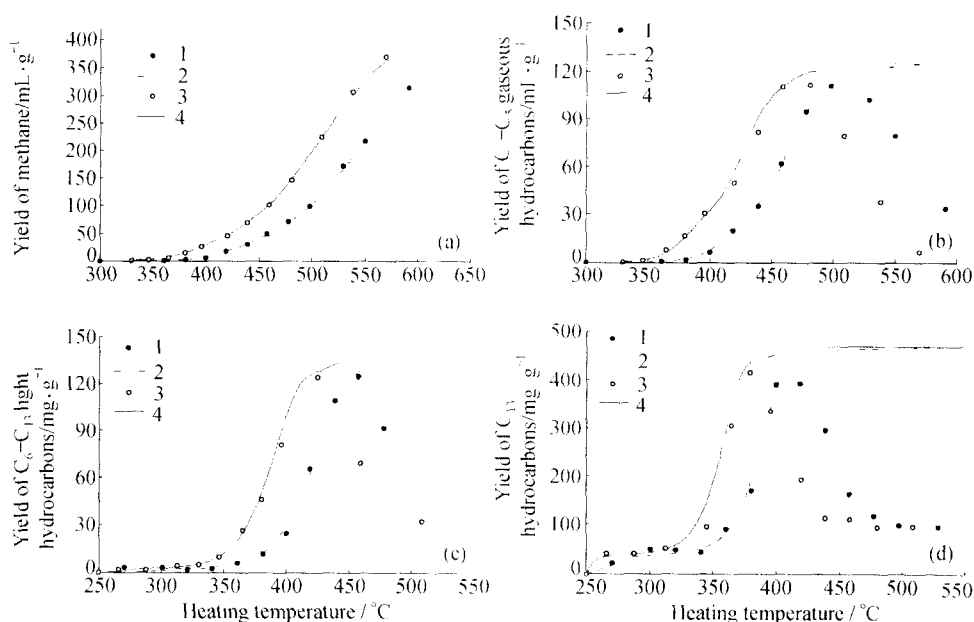 Yield of methane/mL·g⁻¹
400
350
300
250
200
150
100
50
0
1
2
3
4
(a)
300 350 400 450 500 550 600 650
Yield of gaseous
hydrocarbons/mL·g⁻¹
150
120
90
60
30
0
1
2
3
4
(b)
300 350 400 450 500 550 600
Yield of light
hydrocarbons/mg·g⁻¹
150
120
90
60
30
0
1
2
3
4
(c)
250 300 350 400 450 500 550
Heating temperature / °C
Yield of
hydrocarbons/mg g⁻¹
500
400
300
200
100
0
1
2
3
4
(d)
250 300 350 400 450 500 550
Heating temperature / °C